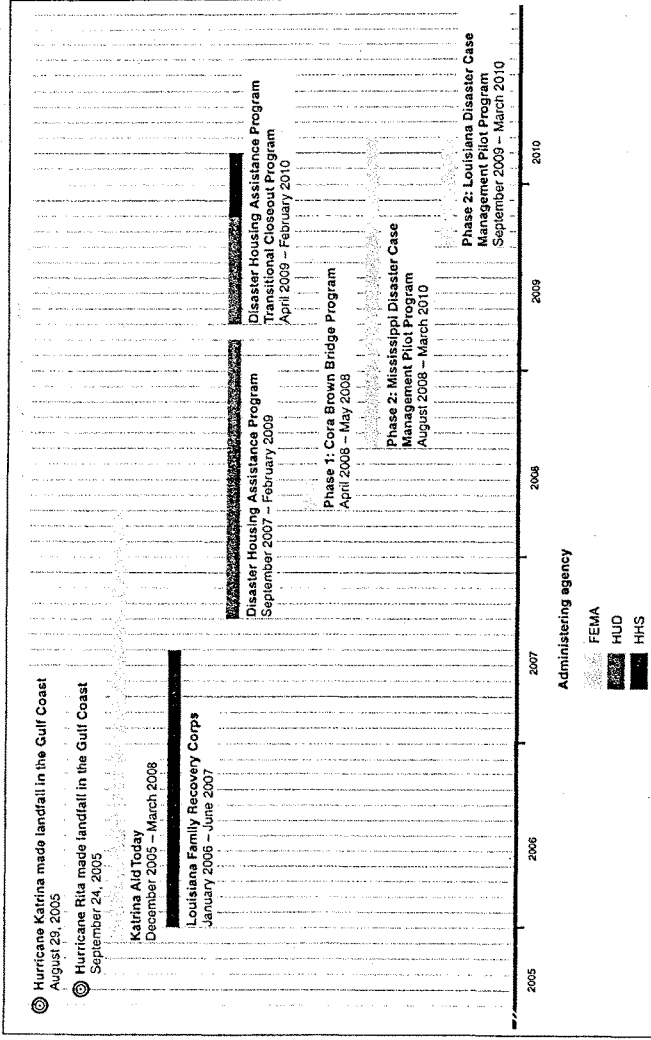 Hurricane Katrina made landfall in the Gulf Coast
August 29, 2005
Hurricane Rita made landfall in the Gulf Coast
September 24, 2005
Katrina Aid Today
December 2005 – March 2008
Louisiana Family Recovery Corps
January 2006 – June 2007
Disaster Housing Assistance Program
September 2007 – February 2009
Disaster Housing Assistance Program
Transitional Closeout Program
April 2009 – February 2010
Phase 1: Cora Brown Bridge Program
April 2008 – May 2008
Phase 2: Mississippi Disaster Case
Management Pilot Program
August 2008 – March 2010
Phase 2: Louisiana Disaster Case
Management Pilot Program
September 2009 – March 2010
2005
2006
2007
2008
2009
2010
Administering agency
FEMA
HUD
HHS